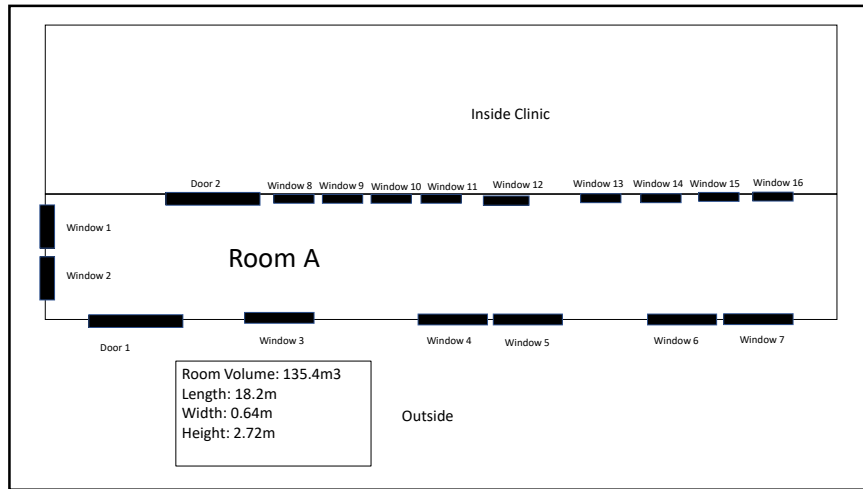 Inside Clinic
Door 2
Window 8
Window 9
Window 10
Window 11
Window 12
Window 13
Window 14
Window 15
Window 16
Window 1
Room A
Window 2
Door 1
Window 3
Window 4
Window 5
Window 6
Window 7
Room Volume: 135.4m3
Length: 18.2m
Width: 0.64m
Height: 2.72m
Outside